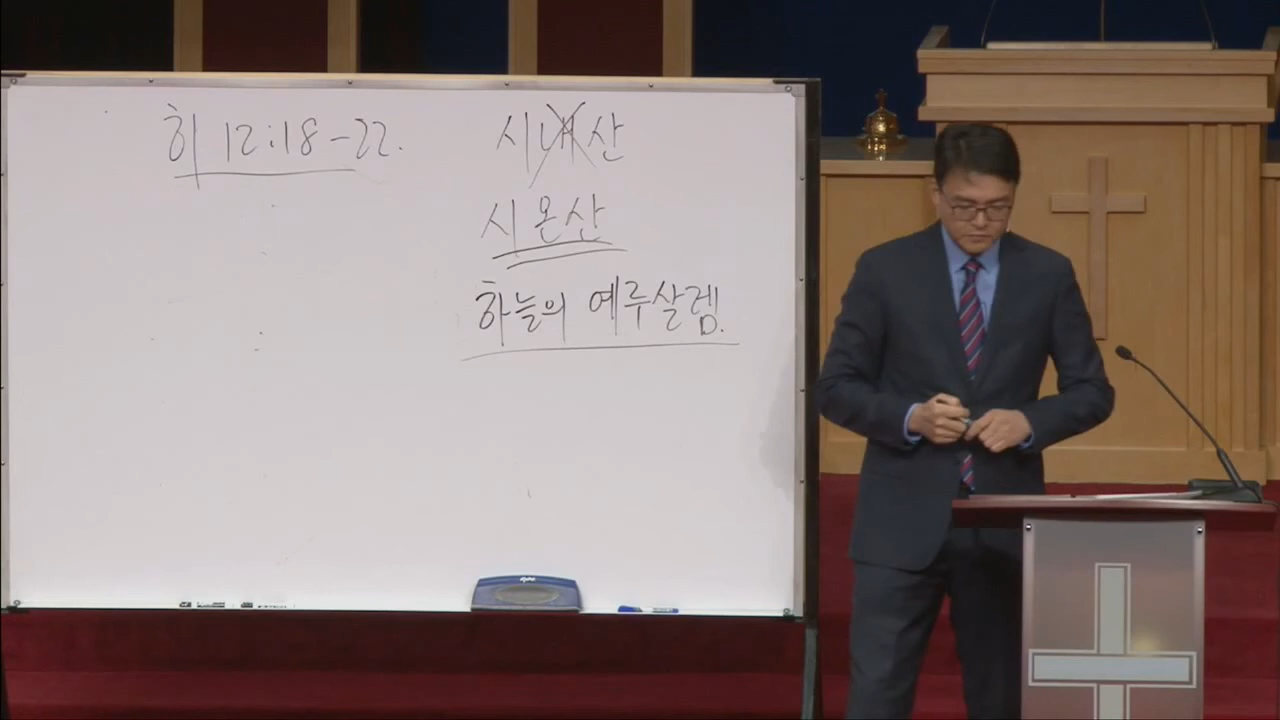 히 12:18-22.
시내산
시온산
하늘의 예루살렘.